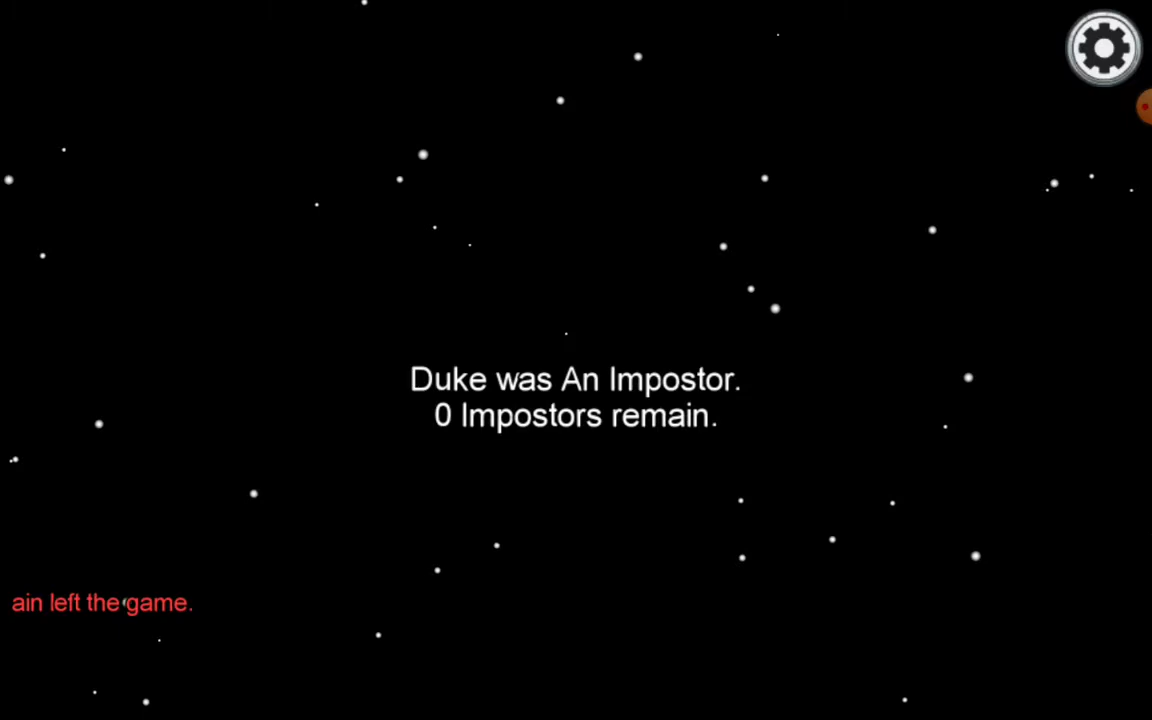 Duke was An Impostor.
0 Impostors remain.
ain left the game.